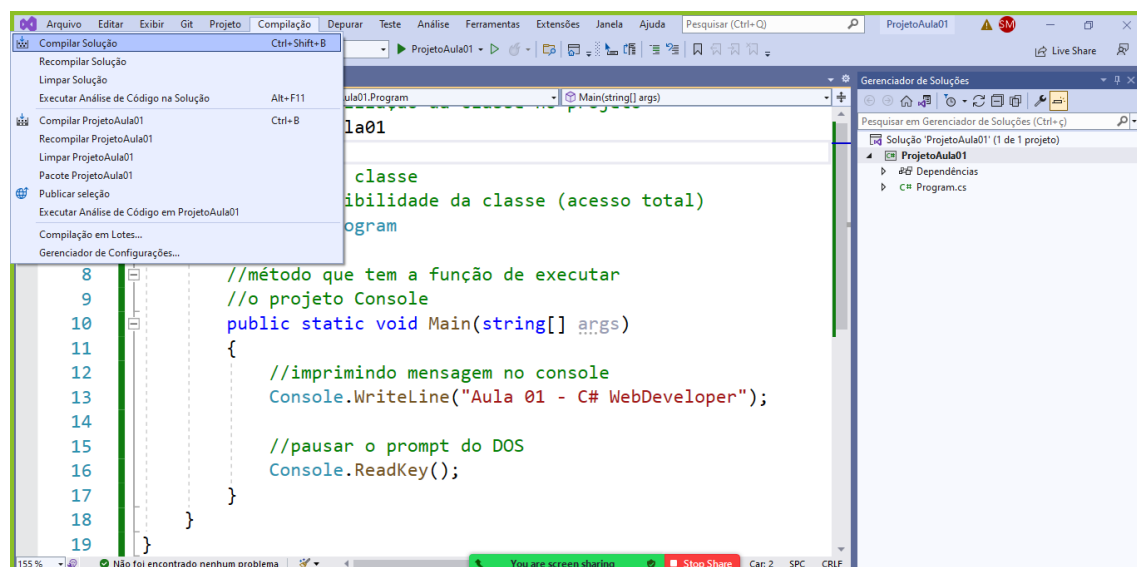 Arquivo Editar Exibir Git Projeto Compilação Depurar Teste Análise Ferramentas Extensões Janela Ajuda Pesquisar (Ctrl+Q) ProjetoAula01 SM
Compilar Solução Ctrl+Shift+B
Recompilar Solução
Limpar Solução
Executar Análise de Código na Solução Alt+F11
Compilar ProjetoAula01 Ctrl+B
Recompilar ProjetoAula01
Limpar ProjetoAula01
Pacote ProjetoAula01
Publicar seleção
Executar Análise de Código em ProjetoAula01
Compilação em Lotes...
Gerenciador de Configurações...
ProjetoAula01
Live Share
ula01.Program Main(string[] args)
la01
classe
ibilidade da classe (acesso total)
ogram
8 //método que tem a função de executar
9 //o projeto Console
10 public static void Main(string[] args)
11 {
12 //imprimindo mensagem no console
13 Console.WriteLine("Aula 01 - C# WebDeveloper");
14
15 //pausar o prompt do DOS
16 Console.ReadKey();
17 }
18 }
19 }
155 % Não foi encontrado nenhum problema You are screen sharing Stop Share Car: 2 SPC CRLF
Gerenciador de Soluções
Pesquisar em Gerenciador de Soluções (Ctrl+ç)
Solução 'ProjetoAula01' (1 de 1 projeto)
C# ProjetoAula01
Dependências
C# Program.cs